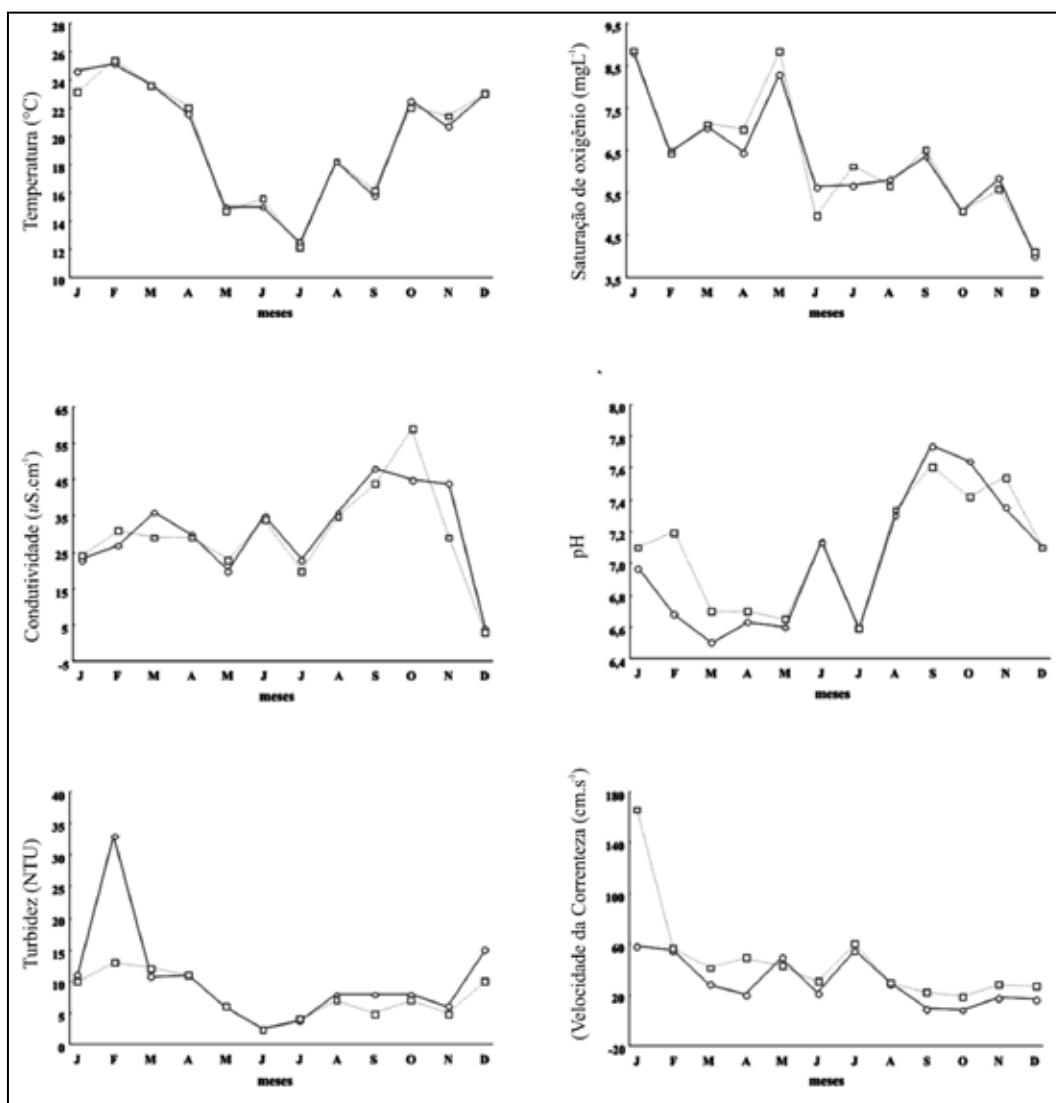 Temperatura (°C)
28
26
24
22
20
18
16
14
12
10
J F M A M J J A S O N D
meses
Saturação de oxigênio (mgL⁻¹)
9,5
8,5
7,5
6,5
5,5
4,5
3,5
J F M A M J J A S O N D
meses
Condutividade (uS.cm⁻¹)
65
55
45
35
25
15
5
-5
J F M A M J J A S O N D
meses
pH
8,0
7,8
7,6
7,4
7,2
7,0
6,8
6,6
6,4
J F M A M J J A S O N D
meses
Turbidez (NTU)
40
35
30
25
20
15
10
5
0
J F M A M J J A S O N D
meses
(Velocidade da Correnteza (cm.s⁻¹)
180
140
100
60
20
-20
J F M A M J J A S O N D
meses